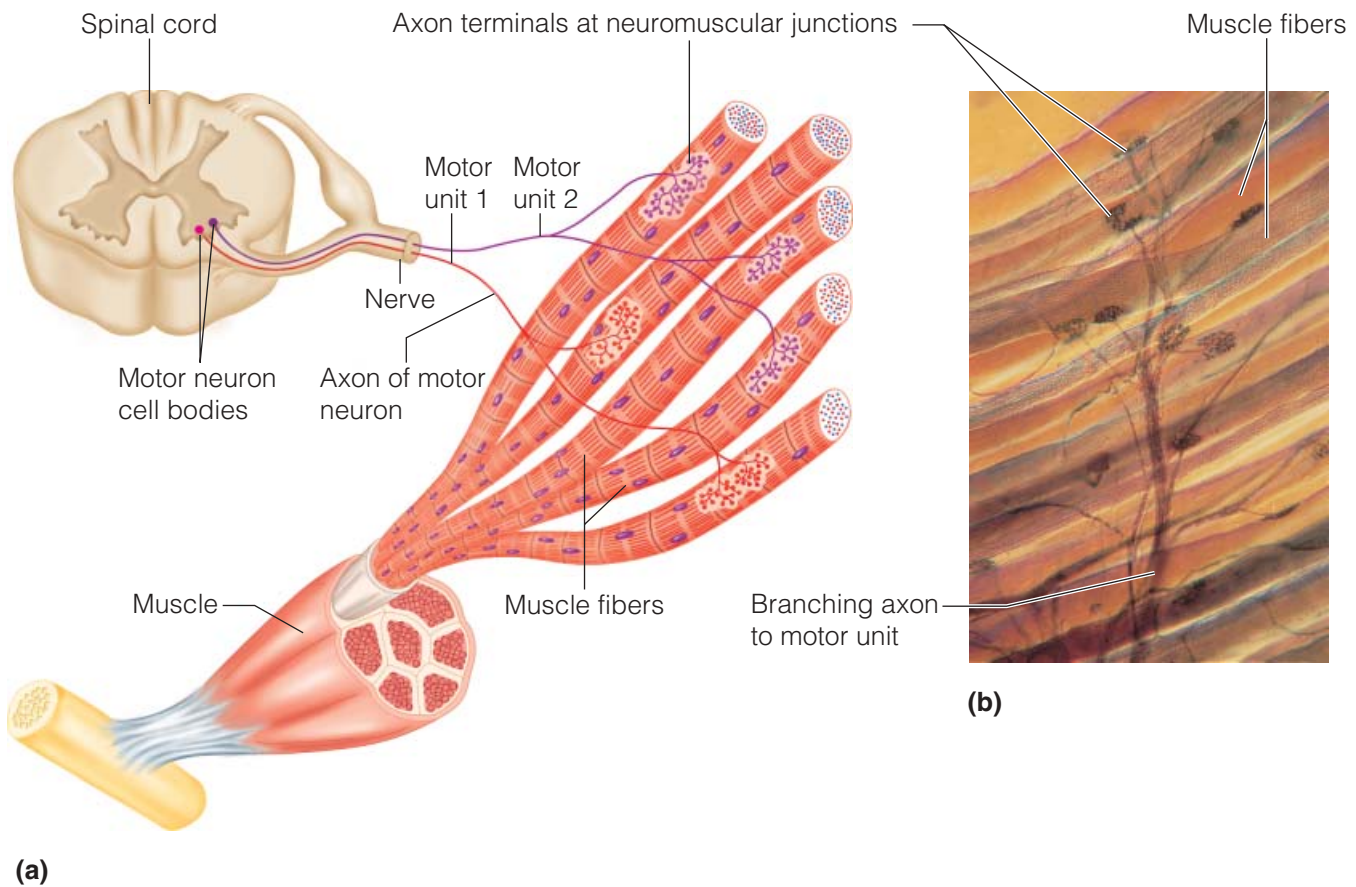 Spinal cord
Axon terminals at neuromuscular junctions
Muscle fibers
Motor
unit 1
Motor
unit 2
Nerve
Motor neuron
cell bodies
Axon of motor
neuron
Muscle
Muscle fibers
Branching axon
to motor unit
(b)
(a)